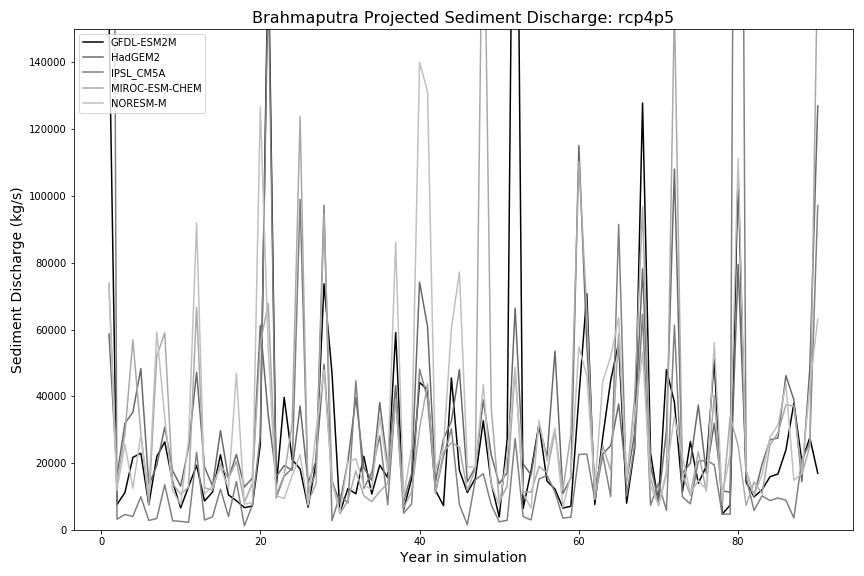 Brahmaputra Projected Sediment Discharge: rcp4p5
GFDL-ESM2M
HadGEM2
IPSL_CM5A
MIROC-ESM-CHEM
NORESM-M
Sediment Discharge (kg/s)
140000
120000
100000
80000
60000
40000
20000
0
0 20 40 60 80
Year in simulation